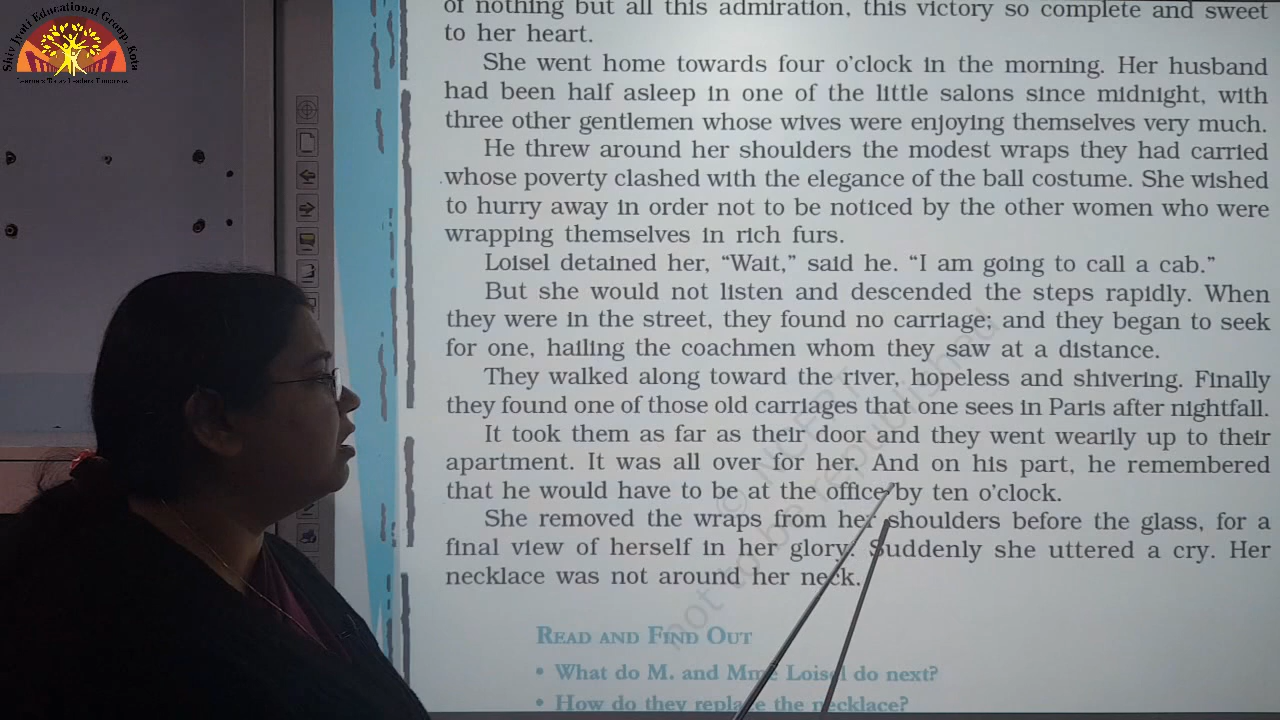 Shiv Jyoti Educational Group, Kota
of nothing but all this admiration, this victory so complete and sweet
to her heart.
She went home towards four o'clock in the morning. Her husband
had been half asleep in one of the little salons since midnight, with
three other gentlemen whose wives were enjoying themselves very much.
He threw around her shoulders the modest wraps they had carried
whose poverty clashed with the elegance of the ball costume. She wished
to hurry away in order not to be noticed by the other women who were
wrapping themselves in rich furs.
Loisel detained her, “Wait,” said he. “I am going to call a cab.”
But she would not listen and descended the steps rapidly. When
they were in the street, they found no carriage; and they began to seek
for one, hailing the coachmen whom they saw at a distance.
They walked along toward the river, hopeless and shivering. Finally
they found one of those old carriages that one sees in Paris after nightfall.
It took them as far as their door and they went wearily up to their
apartment. It was all over for her. And on his part, he remembered
that he would have to be at the office by ten o'clock.
She removed the wraps from her shoulders before the glass, for a
final view of herself in her glory. Suddenly she uttered a cry. Her
necklace was not around her neck.
© NCERT
not to be republished
READ AND FIND OUT
• What do M. and Mme Loisel do next?
• How do they replace the necklace?